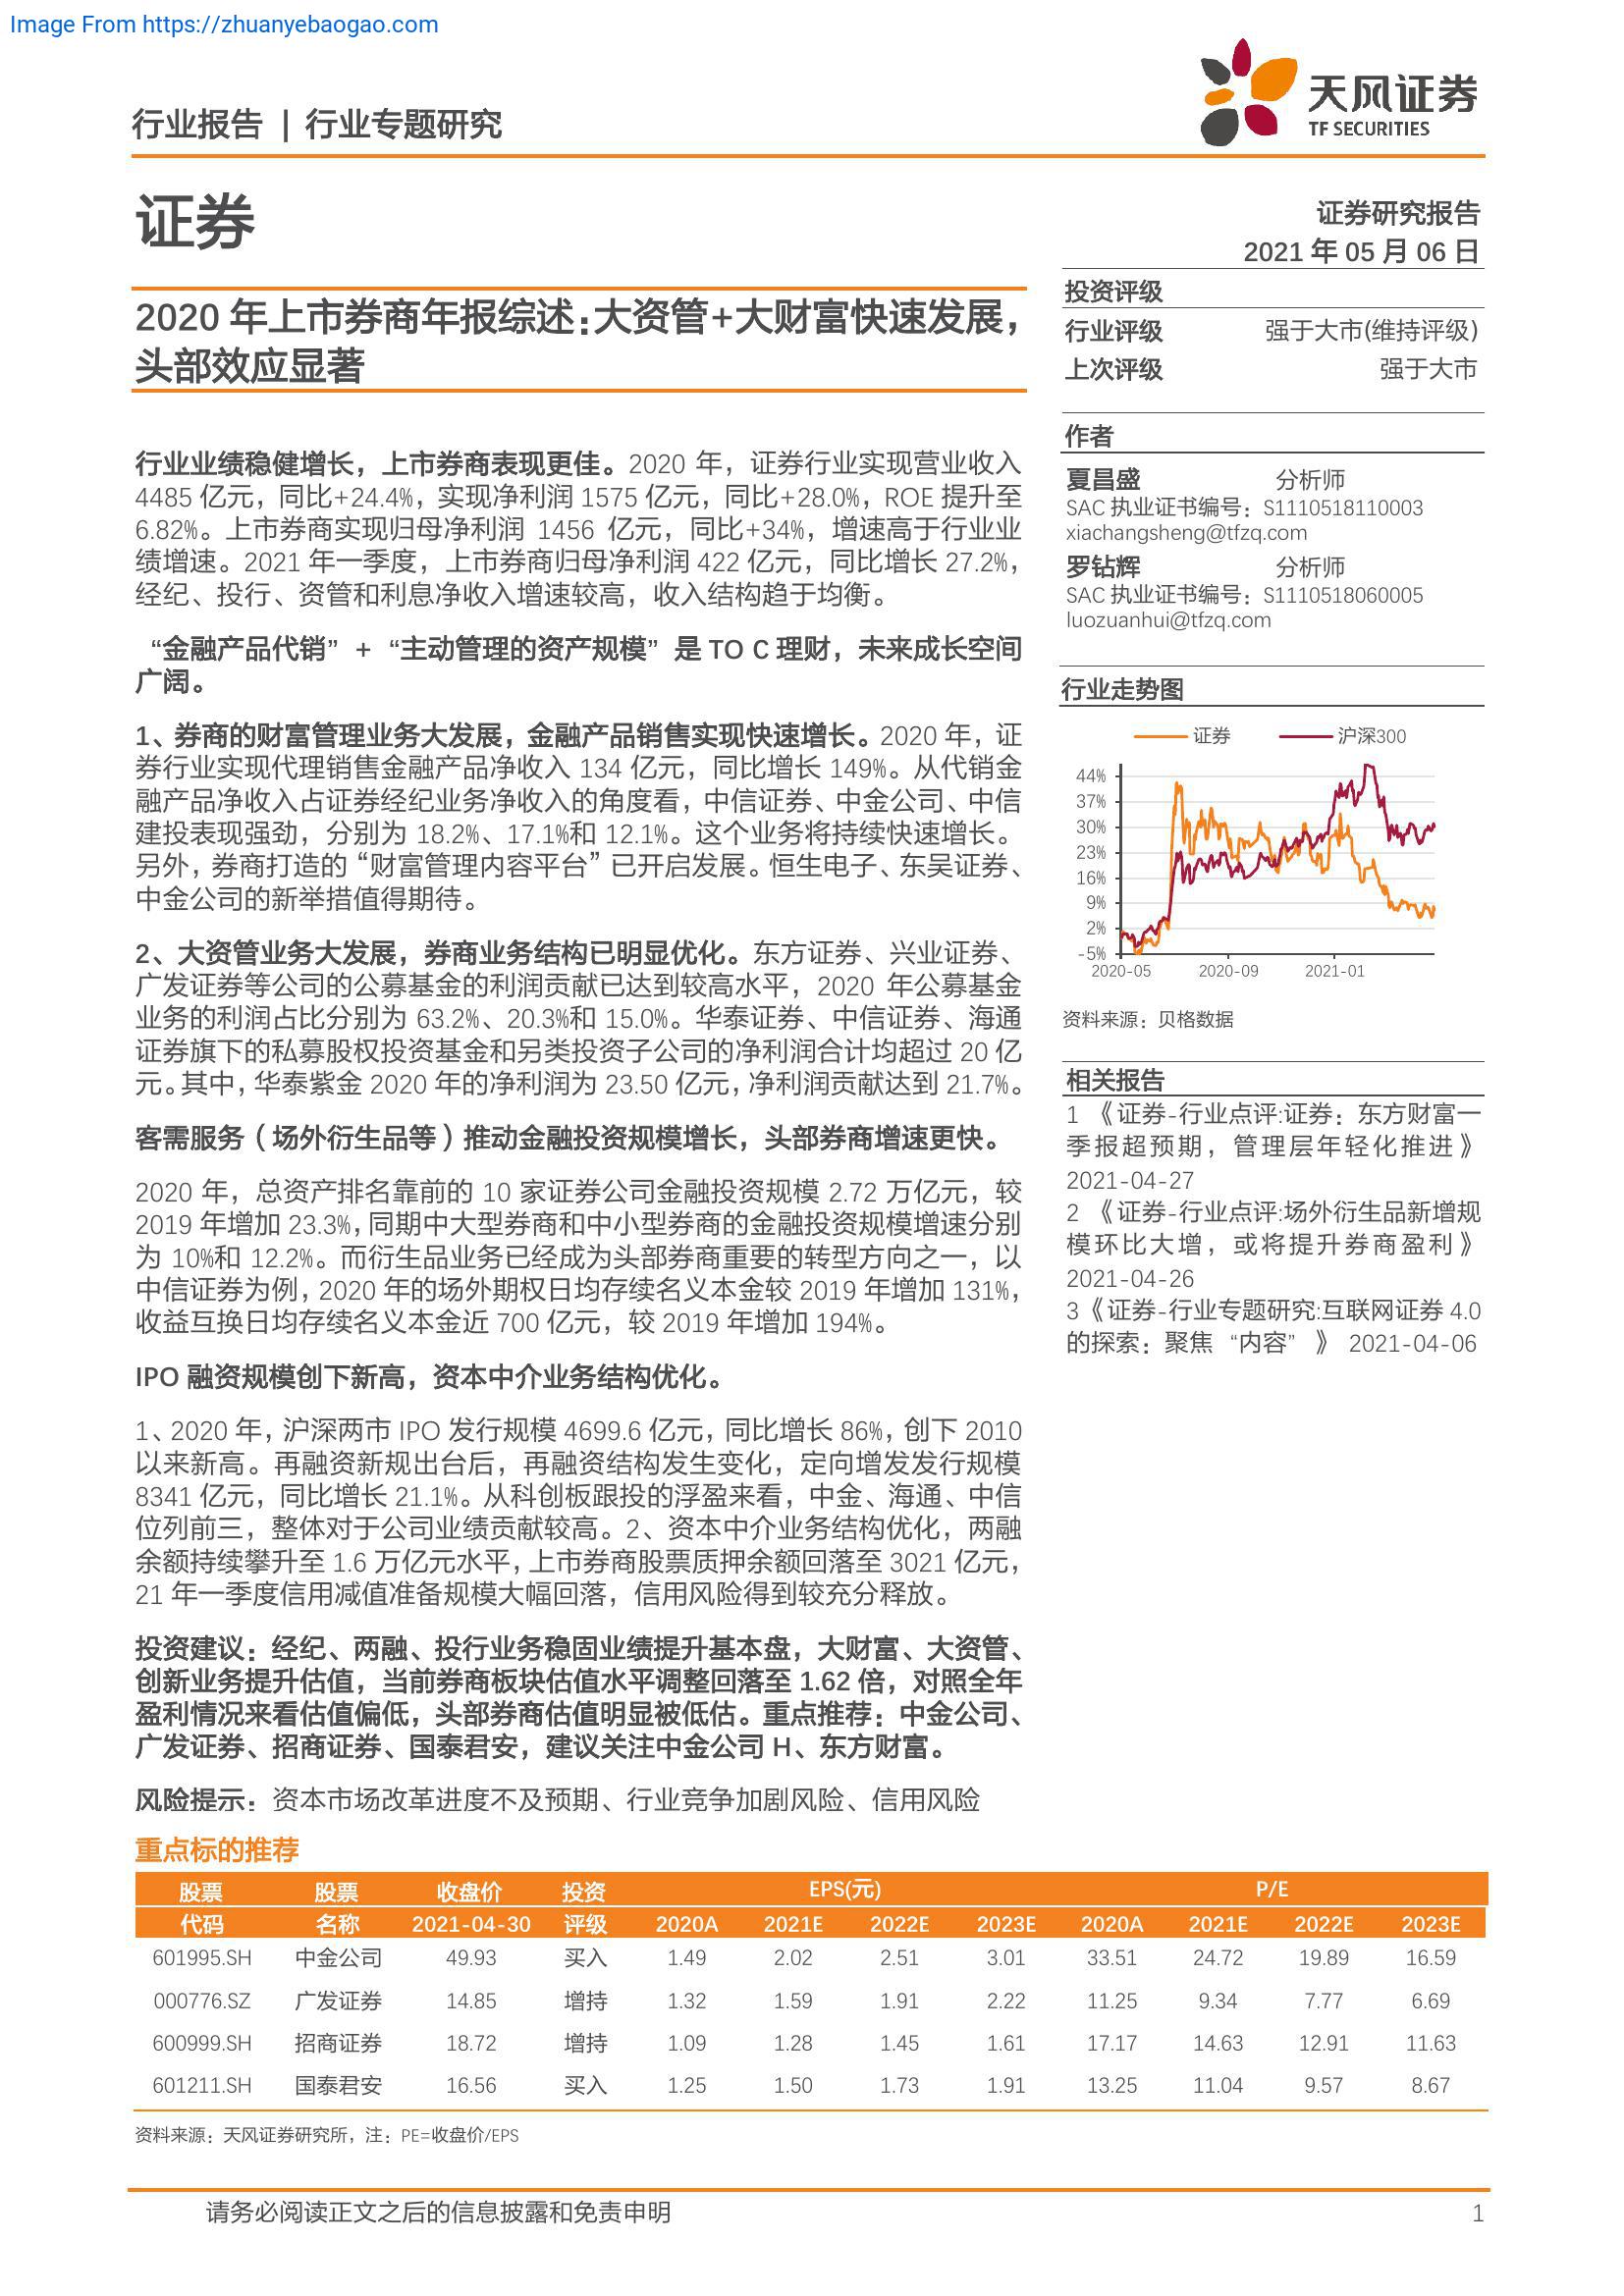 Image From https://zhuanyebaogao.com
行业报告 | 行业专题研究
天风证券
TF SECURITIES
证券
证券研究报告
2021 年 05 月 06 日
2020 年上市券商年报综述：大资管+大财富快速发展，
头部效应显著
投资评级
行业评级 强于大市(维持评级)
上次评级 强于大市
作者
夏昌盛 分析师
SAC 执业证书编号：S1110518110003
xiachangsheng@tfzq.com
罗钻辉 分析师
SAC 执业证书编号：S1110518060005
luozuanhui@tfzq.com
行业走势图
证券 沪深300
44%
37%
30%
23%
16%
9%
2%
-5%
2020-05 2020-09 2021-01
资料来源：贝格数据
相关报告
1 《证券-行业点评:证券：东方财富一
季报超预期，管理层年轻化推进》
2021-04-27
2 《证券-行业点评:场外衍生品新增规
模环比大增，或将提升券商盈利》
2021-04-26
3《证券-行业专题研究:互联网证券 4.0
的探索：聚焦 “内容” 》 2021-04-06
行业业绩稳健增长，上市券商表现更佳。2020 年，证券行业实现营业收入
4485 亿元，同比+24.4%，实现净利润 1575 亿元，同比+28.0%，ROE 提升至
6.82%。上市券商实现归母净利润 1456 亿元，同比+34%，增速高于行业业
绩增速。2021 年一季度，上市券商归母净利润 422 亿元，同比增长 27.2%，
经纪、投行、资管和利息净收入增速较高，收入结构趋于均衡。
“金融产品代销” + “主动管理的资产规模” 是 TO C 理财，未来成长空间
广阔。
1、券商的财富管理业务大发展，金融产品销售实现快速增长。2020 年，证
券行业实现代理销售金融产品净收入 134 亿元，同比增长 149%。从代销金
融产品净收入占证券经纪业务净收入的角度看，中信证券、中金公司、中信
建投表现强劲，分别为 18.2%、17.1%和 12.1%。这个业务将持续快速增长。
另外，券商打造的“财富管理内容平台”已开启发展。恒生电子、东吴证券、
中金公司的新举措值得期待。
2、大资管业务大发展，券商业务结构已明显优化。东方证券、兴业证券、
广发证券等公司的公募基金的利润贡献已达到较高水平，2020 年公募基金
业务的利润占比分别为 63.2%、20.3%和 15.0%。华泰证券、中信证券、海通
证券旗下的私募股权投资基金和另类投资子公司的净利润合计均超过 20 亿
元。其中，华泰紫金 2020 年的净利润为 23.50 亿元，净利润贡献达到 21.7%。
客需服务（场外衍生品等）推动金融投资规模增长，头部券商增速更快。
2020 年，总资产排名靠前的 10 家证券公司金融投资规模 2.72 万亿元，较
2019 年增加 23.3%，同期中大型券商和中小型券商的金融投资规模增速分别
为 10%和 12.2%。而衍生品业务已经成为头部券商重要的转型方向之一，以
中信证券为例，2020 年的场外期权日均存续名义本金较 2019 年增加 131%，
收益互换日均存续名义本金近 700 亿元，较 2019 年增加 194%。
IPO 融资规模创下新高，资本中介业务结构优化。
1、2020 年，沪深两市 IPO 发行规模 4699.6 亿元，同比增长 86%，创下 2010
以来新高。再融资新规出台后，再融资结构发生变化，定向增发发行规模
8341 亿元，同比增长 21.1%。从科创板跟投的浮盈来看，中金、海通、中信
位列前三，整体对于公司业绩贡献较高。2、资本中介业务结构优化，两融
余额持续攀升至 1.6 万亿元水平，上市券商股票质押余额回落至 3021 亿元，
21 年一季度信用减值准备规模大幅回落，信用风险得到较充分释放。
投资建议：经纪、两融、投行业务稳固业绩提升基本盘，大财富、大资管、
创新业务提升估值，当前券商板块估值水平调整回落至 1.62 倍，对照全年
盈利情况来看估值偏低，头部券商估值明显被低估。重点推荐：中金公司、
广发证券、招商证券、国泰君安，建议关注中金公司 H、东方财富。
风险提示：资本市场改革进度不及预期、行业竞争加剧风险、信用风险
重点标的推荐
股票 股票 收盘价 投资 EPS(元) P/E
代码 名称 2021-04-30 评级 2020A 2021E 2022E 2023E 2020A 2021E 2022E 2023E
601995.SH 中金公司 49.93 买入 1.49 2.02 2.51 3.01 33.51 24.72 19.89 16.59
000776.SZ 广发证券 14.85 增持 1.32 1.59 1.91 2.22 11.25 9.34 7.77 6.69
600999.SH 招商证券 18.72 增持 1.09 1.28 1.45 1.61 17.17 14.63 12.91 11.63
601211.SH 国泰君安 16.56 买入 1.25 1.50 1.73 1.91 13.25 11.04 9.57 8.67
资料来源：天风证券研究所，注：PE=收盘价/EPS
请务必阅读正文之后的信息披露和免责申明 1